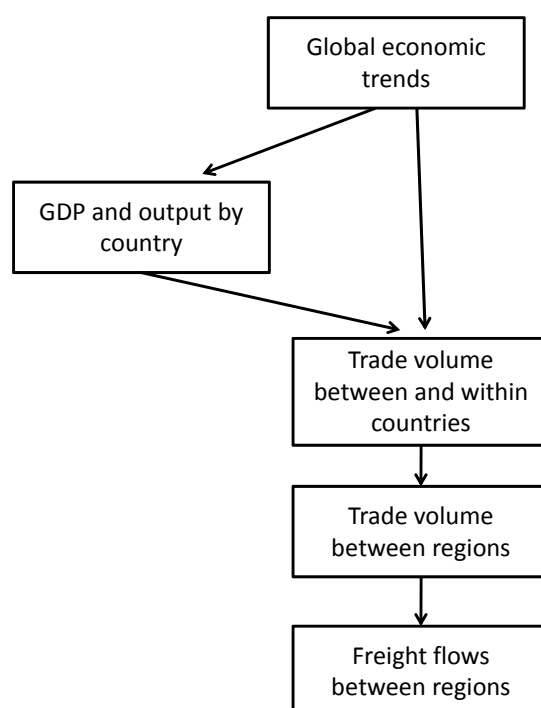 Global economic
trends
GDP and output by
country
Trade volume
between and within
countries
Trade volume
between regions
Freight flows
between regions